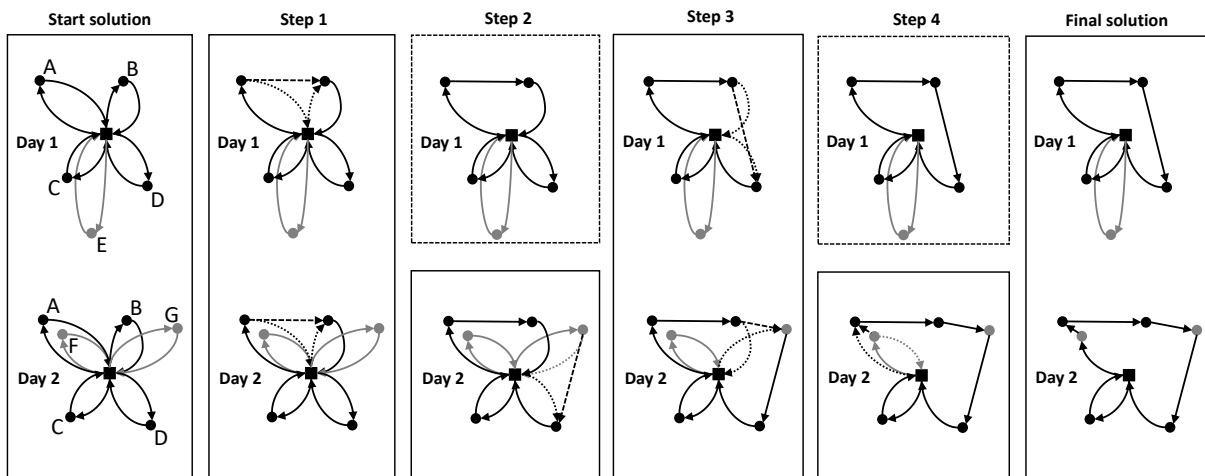 Start solution
Step 1
Step 2
Step 3
Step 4
Final solution
A
B
Day 1
C
D
E
Day 1
Day 1
Day 1
Day 1
Day 1
A
B
G
F
Day 2
C
D
Day 2
Day 2
Day 2
Day 2
Day 2